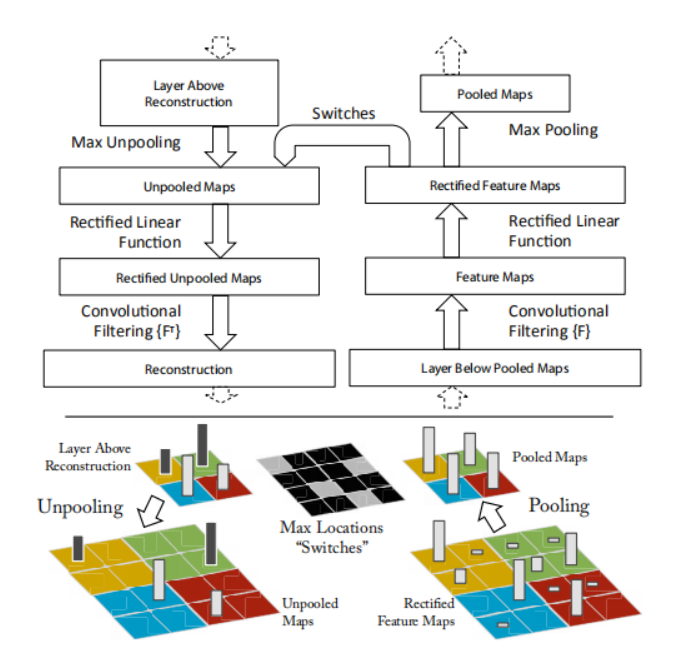 Layer Above
Reconstruction
Pooled Maps
Switches
Max Unpooling
Max Pooling
Unpooled Maps
Rectified Feature Maps
Rectified Linear
Function
Rectified Linear
Function
Rectified Unpooled Maps
Feature Maps
Convolutional
Filtering {Fᵀ}
Convolutional
Filtering {F}
Reconstruction
Layer Below Pooled Maps
Layer Above
Reconstruction
Pooled Maps
Unpooling
Max Locations
"Switches"
Pooling
Unpooled
Maps
Rectified
Feature Maps